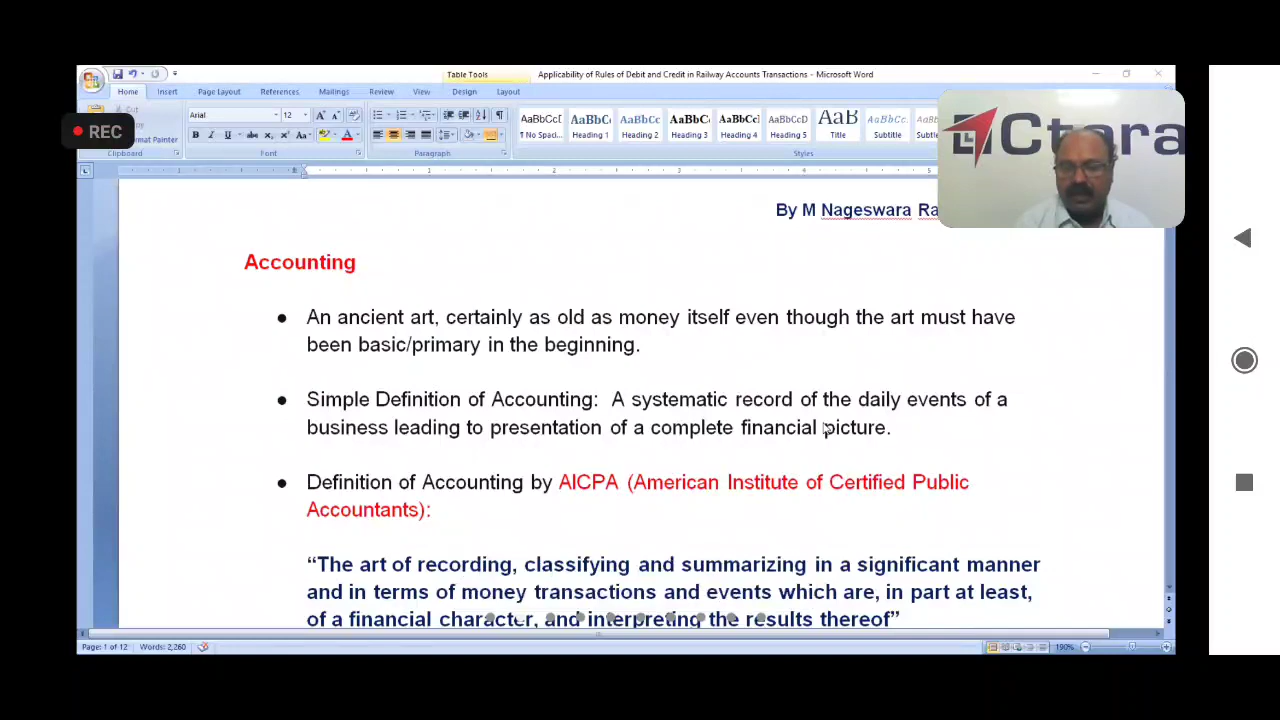 Table Tools
Applicability of Rules of Debit and Credit in Railway Accounts Transactions - Microsoft Word
Home Insert Page Layout References Mailings Review View Design Layout
REC
Cut
Format Painter
Arial 12
AaBbCcI AaBbCc AaBbCc AaBbCc AaBbCcD AaB AaBbCc.
¶ No Spac... Heading 1 Heading 2 Heading 3 Heading 4 Title Subtitle
Clipboard Font Paragraph Styles
Ctara
By M Nageswara Ra
Accounting
● An ancient art, certainly as old as money itself even though the art must have
been basic/primary in the beginning.
● Simple Definition of Accounting: A systematic record of the daily events of a
business leading to presentation of a complete financial picture.
● Definition of Accounting by AICPA (American Institute of Certified Public
Accountants):
“The art of recording, classifying and summarizing in a significant manner
and in terms of money transactions and events which are, in part at least,
of a financial character, and interpreting the results thereof”
Page: 1 of 12 Words: 2,260 190%